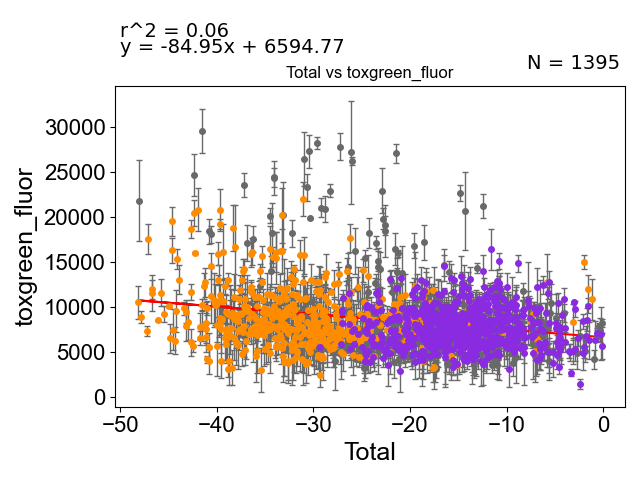 r^2 = 0.06
y = -84.95x + 6594.77
N = 1395
Total vs toxgreen_fluor
toxgreen_fluor
30000
25000
20000
15000
10000
5000
0
−50
−40
−30
−20
−10
0
Total